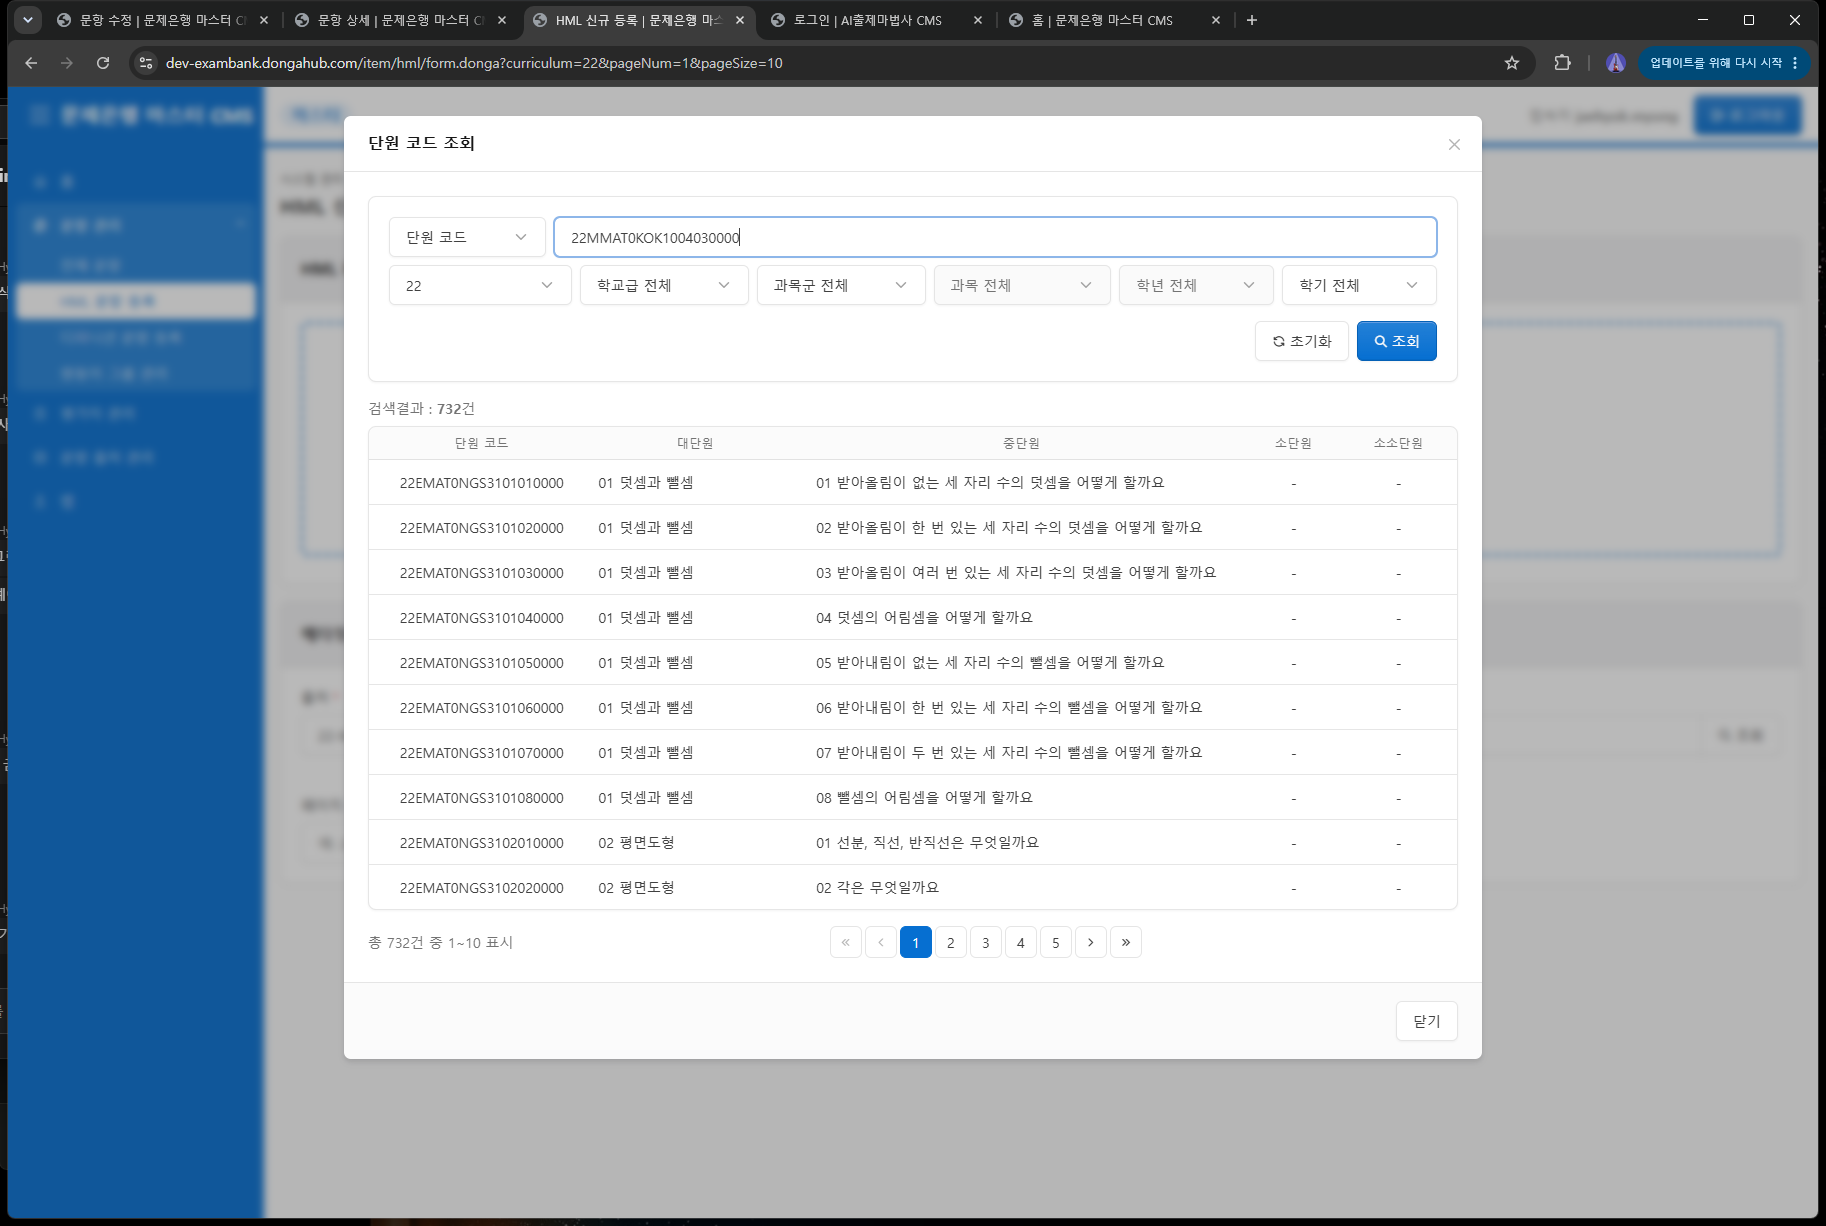 문항 수정 | 문제은행 마스터 CM
문항 상세 | 문제은행 마스터 CM
HML 신규 등록 | 문제은행 마스
로그인 | AI출제마법사 CMS
홈 | 문제은행 마스터 CMS
dev-exambank.dongahub.com/item/hml/form.donga?curriculum=22&pageNum=1&pageSize=10
업데이트를 위해 다시 시작
문제은행 마스터 CMS
단원 코드 조회
단원 코드
22MMAT0KOK1004030000
22
학교급 전체
과목군 전체
과목 전체
학년 전체
학기 전체
초기화
조회
검색결과 : 732건
단원 코드 대단원 중단원 소단원 소소단원
22EMAT0NGS3101010000 01 덧셈과 뺄셈 01 받아올림이 없는 세 자리 수의 덧셈을 어떻게 할까요 - -
22EMAT0NGS3101020000 01 덧셈과 뺄셈 02 받아올림이 한 번 있는 세 자리 수의 덧셈을 어떻게 할까요 - -
22EMAT0NGS3101030000 01 덧셈과 뺄셈 03 받아올림이 여러 번 있는 세 자리 수의 덧셈을 어떻게 할까요 - -
22EMAT0NGS3101040000 01 덧셈과 뺄셈 04 덧셈의 어림셈을 어떻게 할까요 - -
22EMAT0NGS3101050000 01 덧셈과 뺄셈 05 받아내림이 없는 세 자리 수의 뺄셈을 어떻게 할까요 - -
22EMAT0NGS3101060000 01 덧셈과 뺄셈 06 받아내림이 한 번 있는 세 자리 수의 뺄셈을 어떻게 할까요 - -
22EMAT0NGS3101070000 01 덧셈과 뺄셈 07 받아내림이 두 번 있는 세 자리 수의 뺄셈을 어떻게 할까요 - -
22EMAT0NGS3101080000 01 덧셈과 뺄셈 08 뺄셈의 어림셈을 어떻게 할까요 - -
22EMAT0NGS3102010000 02 평면도형 01 선분, 직선, 반직선은 무엇일까요 - -
22EMAT0NGS3102020000 02 평면도형 02 각은 무엇일까요 - -
총 732건 중 1~10 표시
« ‹ 1 2 3 4 5 › »
닫기